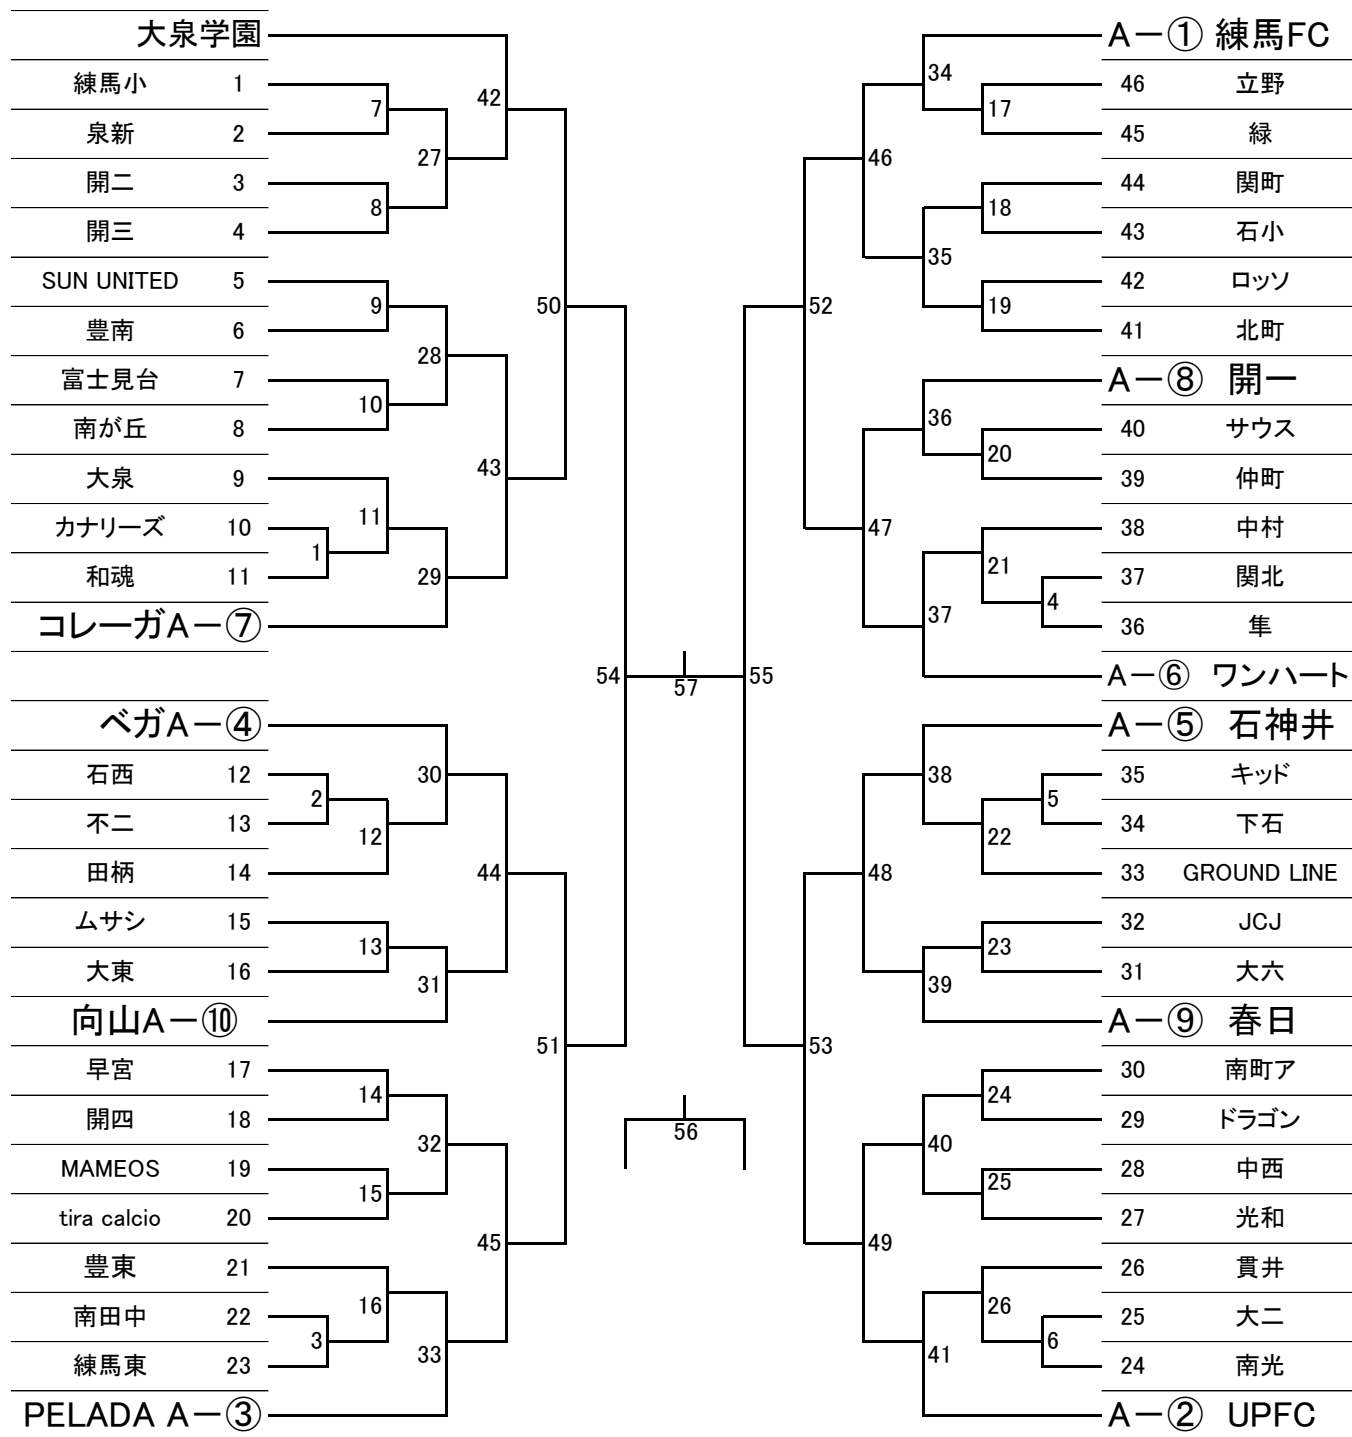 大泉学園
練馬小 1
泉新 2
開二 3
開三 4
SUN UNITED 5
豊南 6
富士見台 7
南が丘 8
大泉 9
カナリーズ 10
和魂 11
コレーガA－⑦
ベガA－④
石西 12
不二 13
田柄 14
ムサシ 15
大東 16
向山A－⑩
早宮 17
開四 18
MAMEOS 19
tira calcio 20
豊東 21
南田中 22
練馬東 23
PELADA A－③
1
2
3
7
8
9
10
11
12
13
14
15
16
27
28
29
30
31
32
33
42
43
44
45
50
51
54
57
56
55
52
53
46
47
48
49
34
35
36
37
38
39
40
41
17
18
19
20
21
22
23
24
25
26
4
5
6
A－① 練馬FC
46 立野
45 緑
44 関町
43 石小
42 ロッソ
41 北町
A－⑧ 開一
40 サウス
39 仲町
38 中村
37 関北
36 隼
A－⑥ ワンハート
A－⑤ 石神井
35 キッド
34 下石
33 GROUND LINE
32 JCJ
31 大六
A－⑨ 春日
30 南町ア
29 ドラゴン
28 中西
27 光和
26 貫井
25 大二
24 南光
A－② UPFC